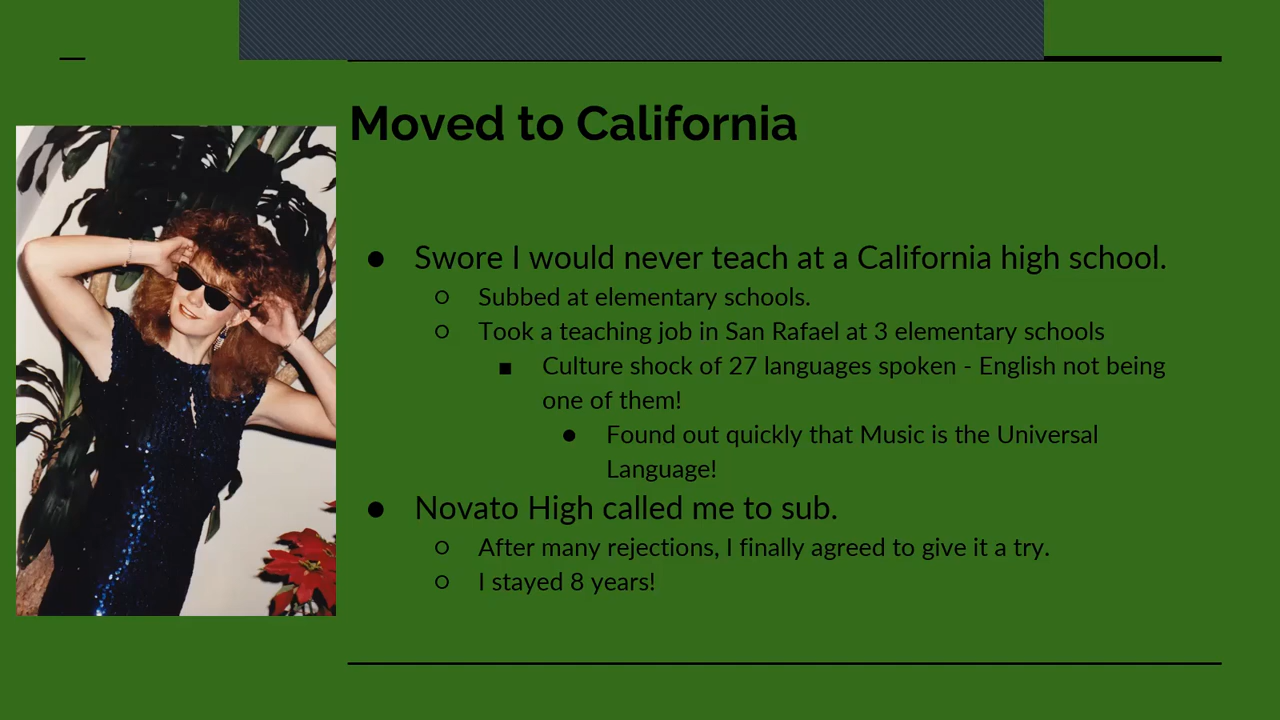 Moved to California
● Swore I would never teach at a California high school.
○ Subbed at elementary schools.
○ Took a teaching job in San Rafael at 3 elementary schools
■ Culture shock of 27 languages spoken - English not being
one of them!
● Found out quickly that Music is the Universal
Language!
● Novato High called me to sub.
○ After many rejections, I finally agreed to give it a try.
○ I stayed 8 years!